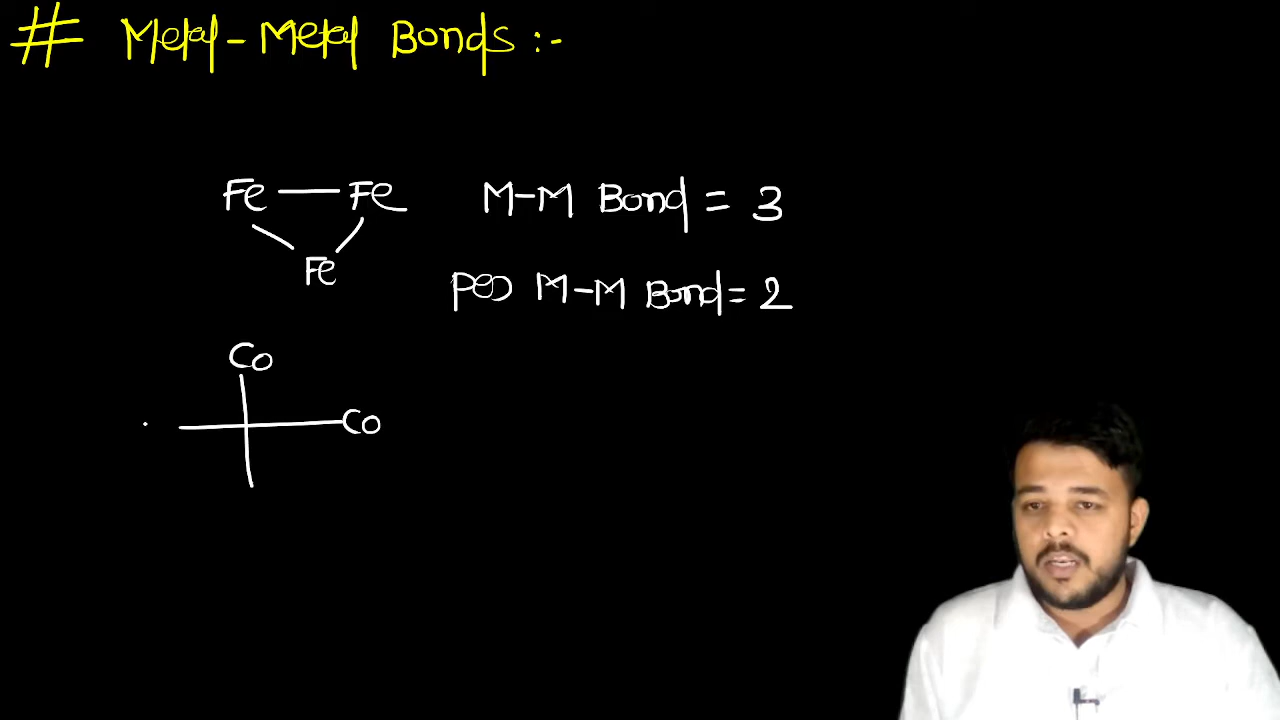 # Metal-Metal Bonds :-
Fe — Fe M-M Bond = 3
Fe
per M-M Bond = 2
Co
Co